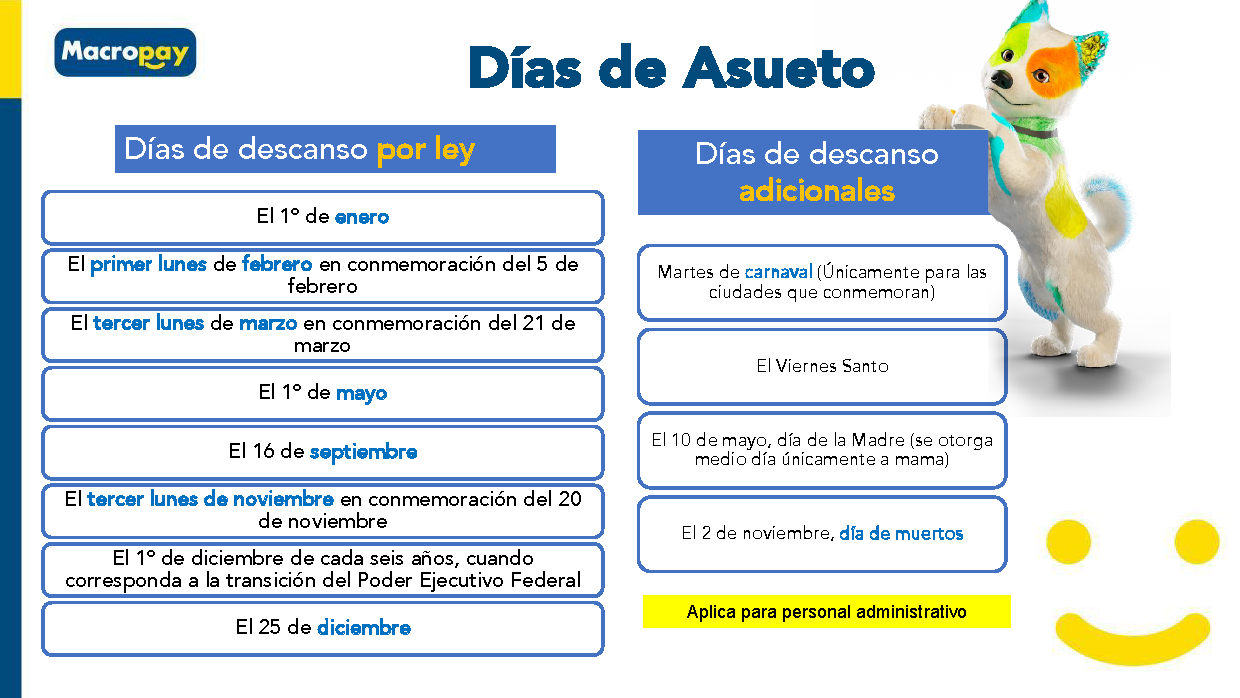 Macropay
Días de Asueto
Días de descanso por ley
El 1° de enero
El primer lunes de febrero en conmemoración del 5 de
febrero
El tercer lunes de marzo en conmemoración del 21 de
marzo
El 1° de mayo
El 16 de septiembre
El tercer lunes de noviembre en conmemoración del 20
de noviembre
El 1° de diciembre de cada seis años, cuando
corresponda a la transición del Poder Ejecutivo Federal
El 25 de diciembre
Días de descanso
adicionales
Martes de carnaval (Únicamente para las
ciudades que conmemoran)
El Viernes Santo
El 10 de mayo, día de la Madre (se otorga
medio día únicamente a mama)
El 2 de noviembre, día de muertos
Aplica para personal administrativo